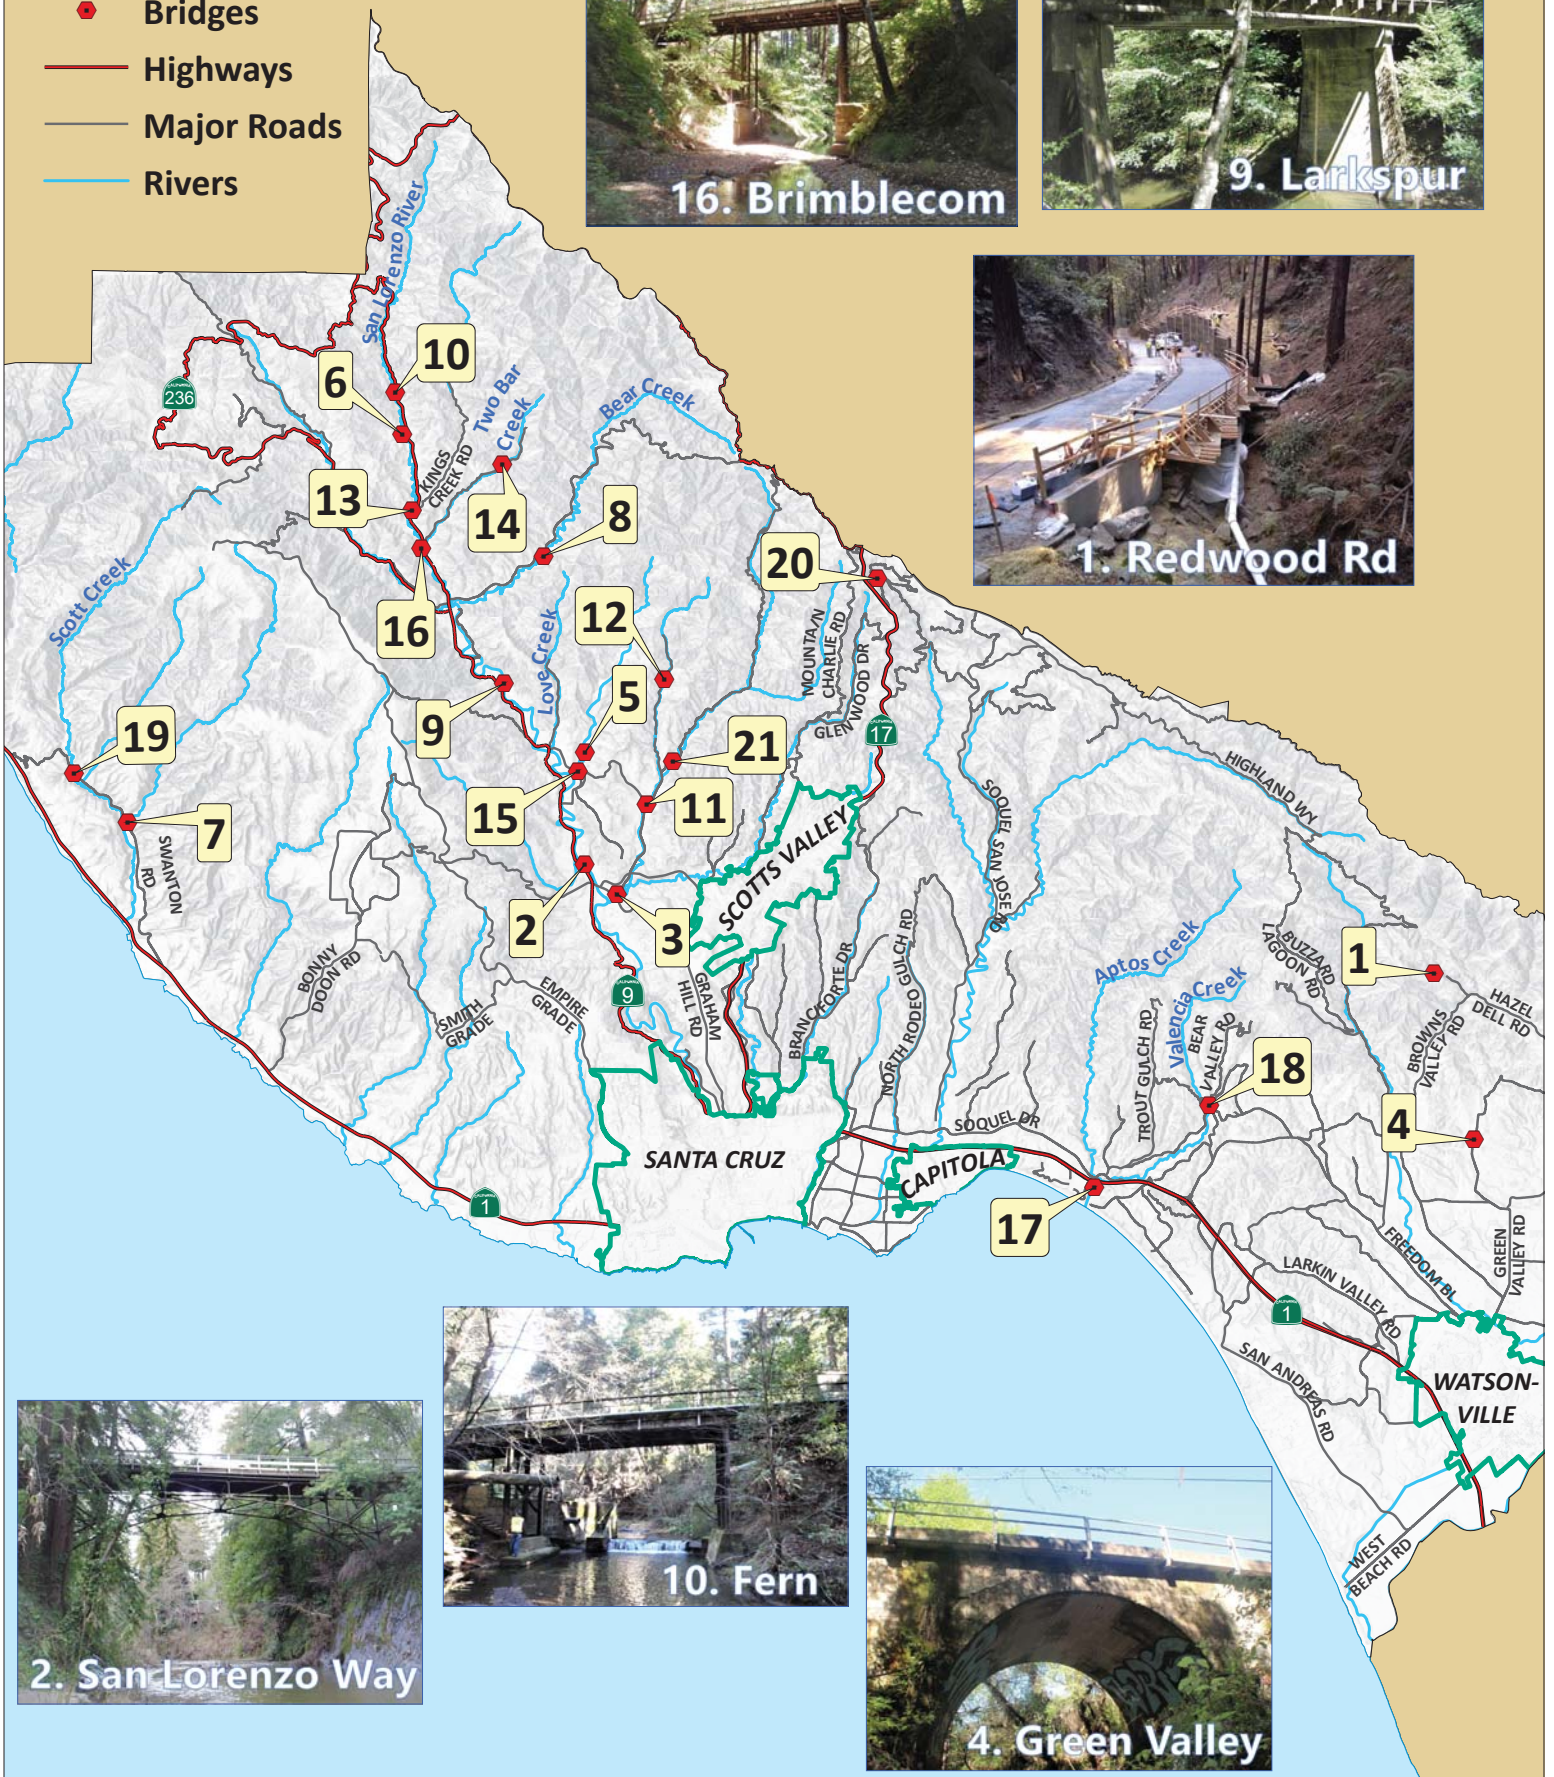 Bridges
Highways
Major Roads
Rivers
16. Brimblecom
9. Larkspur
1. Redwood Rd
San Lorenzo River
10
6
CALIFORNIA
236
Two Bar
Creek
Bear Creek
KINGS
CREEK RD
13
14
8
20
Scott Creek
16
12
Love Creek
MOUNTAIN
CHARLIE RD
GLENWOOD DR
5
9
19
21
CALIFORNIA
17
HIGHLAND WY
15
11
7
SWANTON
RD
SOQUEL SAN JOSE RD
SCOTTS VALLEY
2
3
BONNY
DOON RD
SMITH
GRADE
EMPIRE
GRADE
CALIFORNIA
9
GRAHAM
HILL RD
BRANCIFORTE DR
NORTH RODEO GULCH RD
Aptos Creek
Valencia Creek
BUZZARD
LAGOON RD
1
HAZEL
DELL RD
BROWNS
VALLEY RD
TROUT GULCH RD
BEAR
VALLEY RD
18
4
SOQUEL DR
SANTA CRUZ
CAPITOLA
CALIFORNIA
1
17
FREEDOM BL
GREEN
VALLEY RD
LARKIN VALLEY RD
CALIFORNIA
1
SAN ANDREAS RD
WATSON-
VILLE
WEST
BEACH RD
2. San Lorenzo Way
10. Fern
4. Green Valley